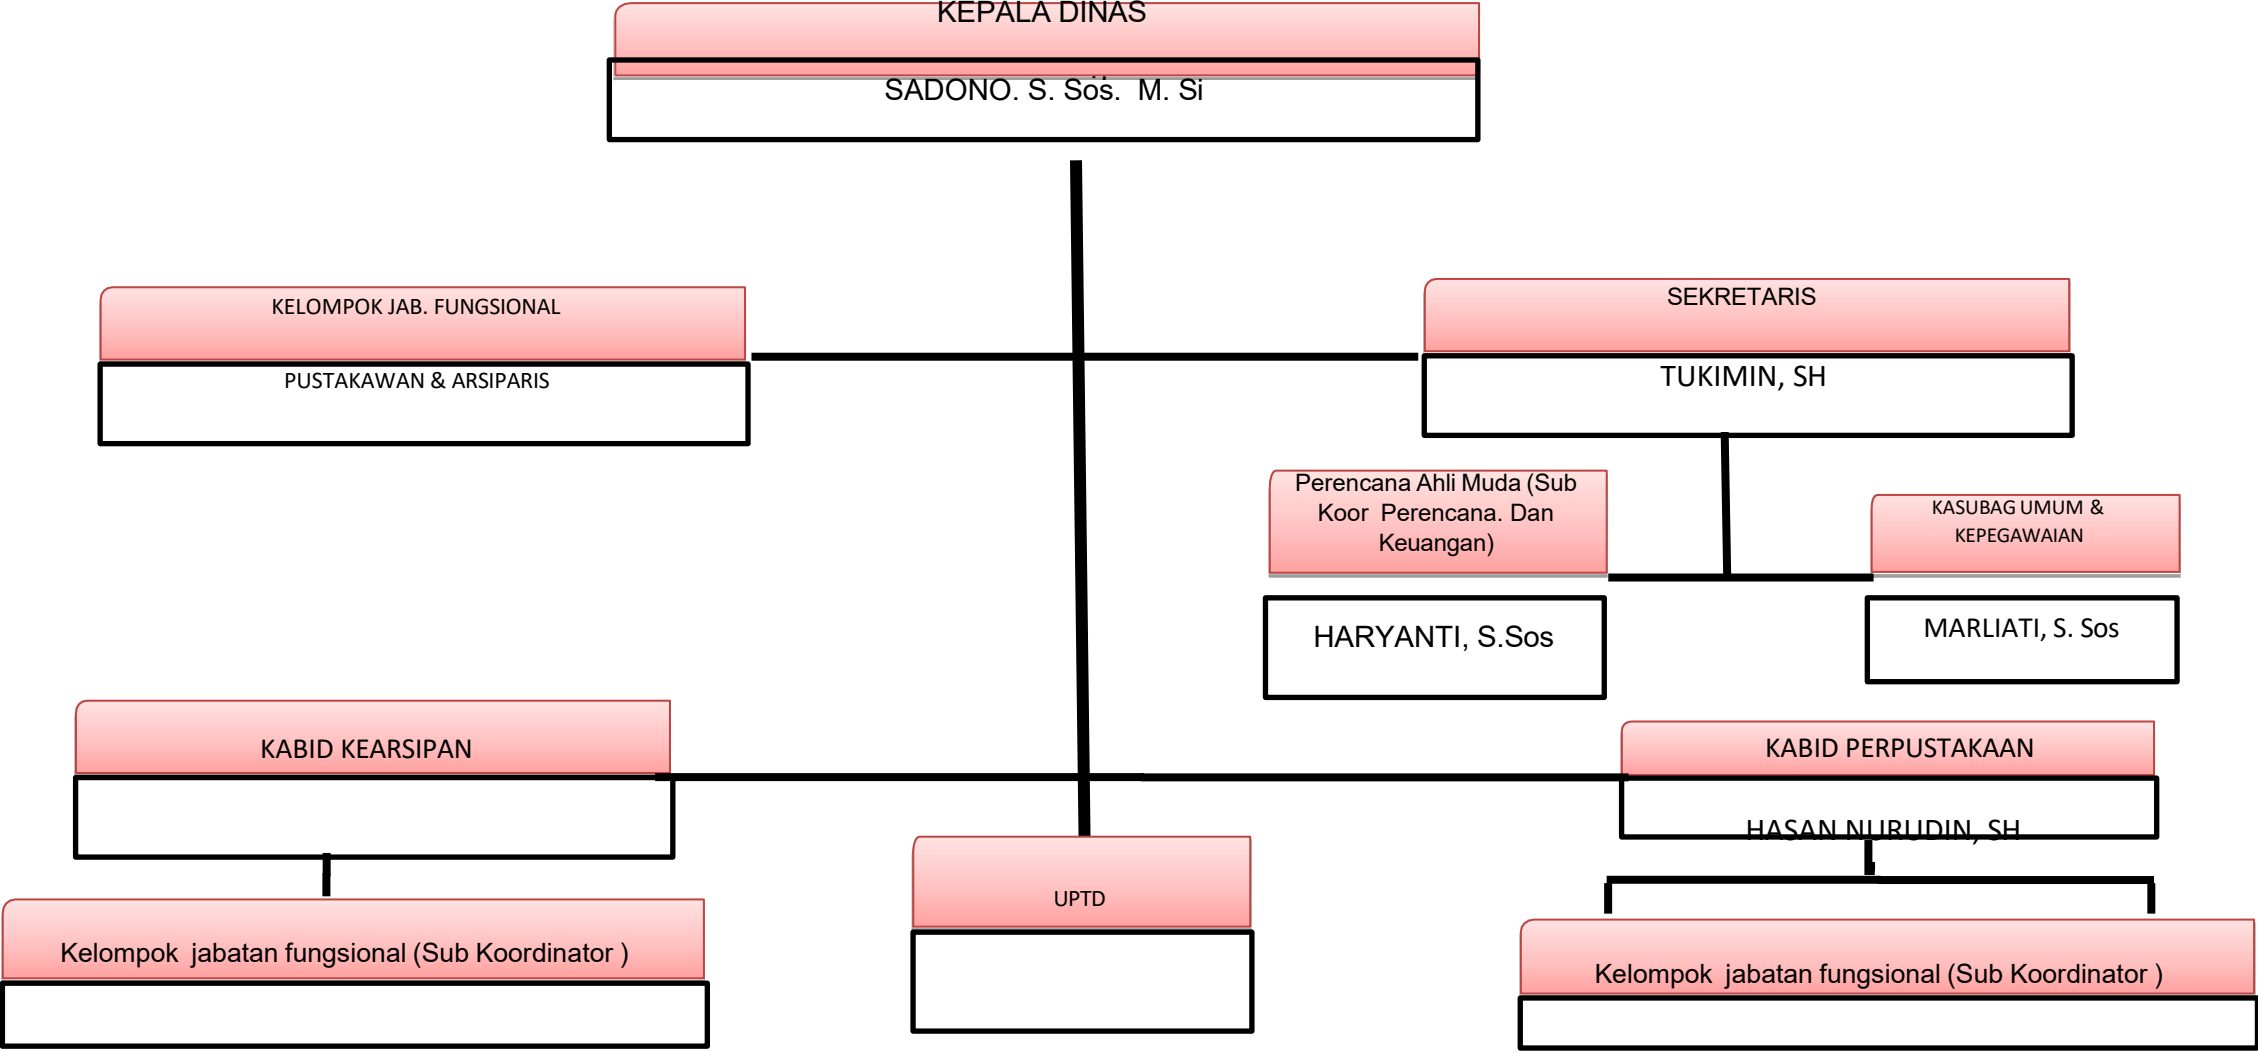 KEPALA DINAS
SADONO. S. Sos. M. Si
KELOMPOK JAB. FUNGSIONAL
PUSTAKAWAN & ARSIPARIS
SEKRETARIS
TUKIMIN, SH
Perencana Ahli Muda (Sub
Koor Perencana. Dan
Keuangan)
HARYANTI, S.Sos
KASUBAG UMUM &
KEPEGAWAIAN
MARLIATI, S. Sos
KABID KEARSIPAN
KABID PERPUSTAKAAN
HASAN NURUDIN, SH
UPTD
Kelompok jabatan fungsional (Sub Koordinator )
Kelompok jabatan fungsional (Sub Koordinator )